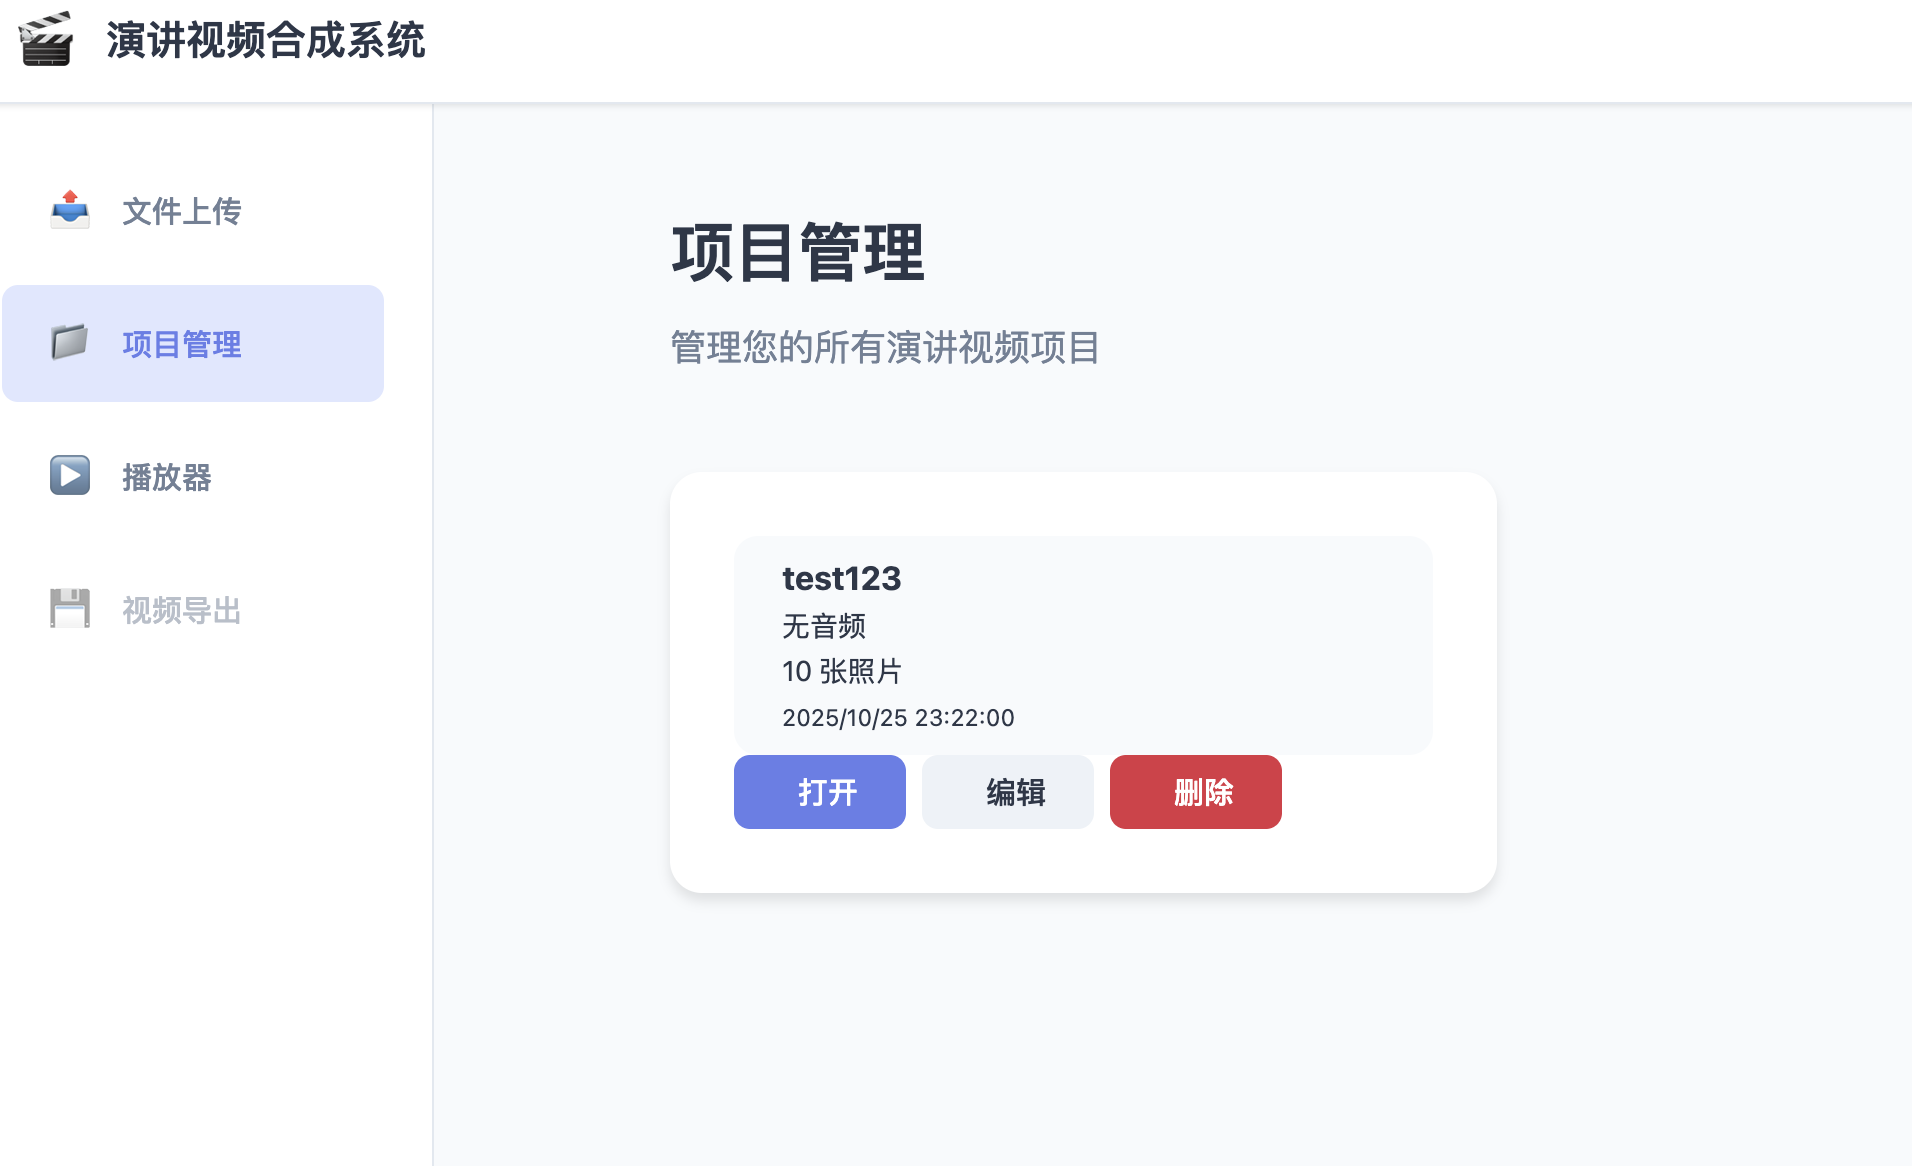 演讲视频合成系统
文件上传
项目管理
播放器
视频导出
项目管理
管理您的所有演讲视频项目
test123
无音频
10 张照片
2025/10/25 23:22:00
打开
编辑
删除